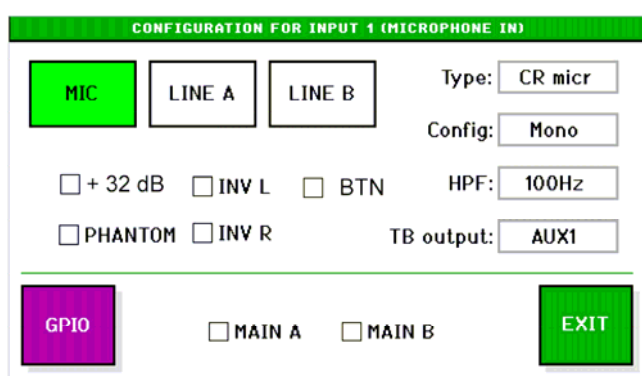 CONFIGURATION FOR INPUT 1 (MICROPHONE IN)
MIC LINE A LINE B Type: CR micr
Config: Mono
+ 32 dB INV L BTN HPF: 100Hz
PHANTOM INV R TB output: AUX1
GPIO MAIN A MAIN B EXIT